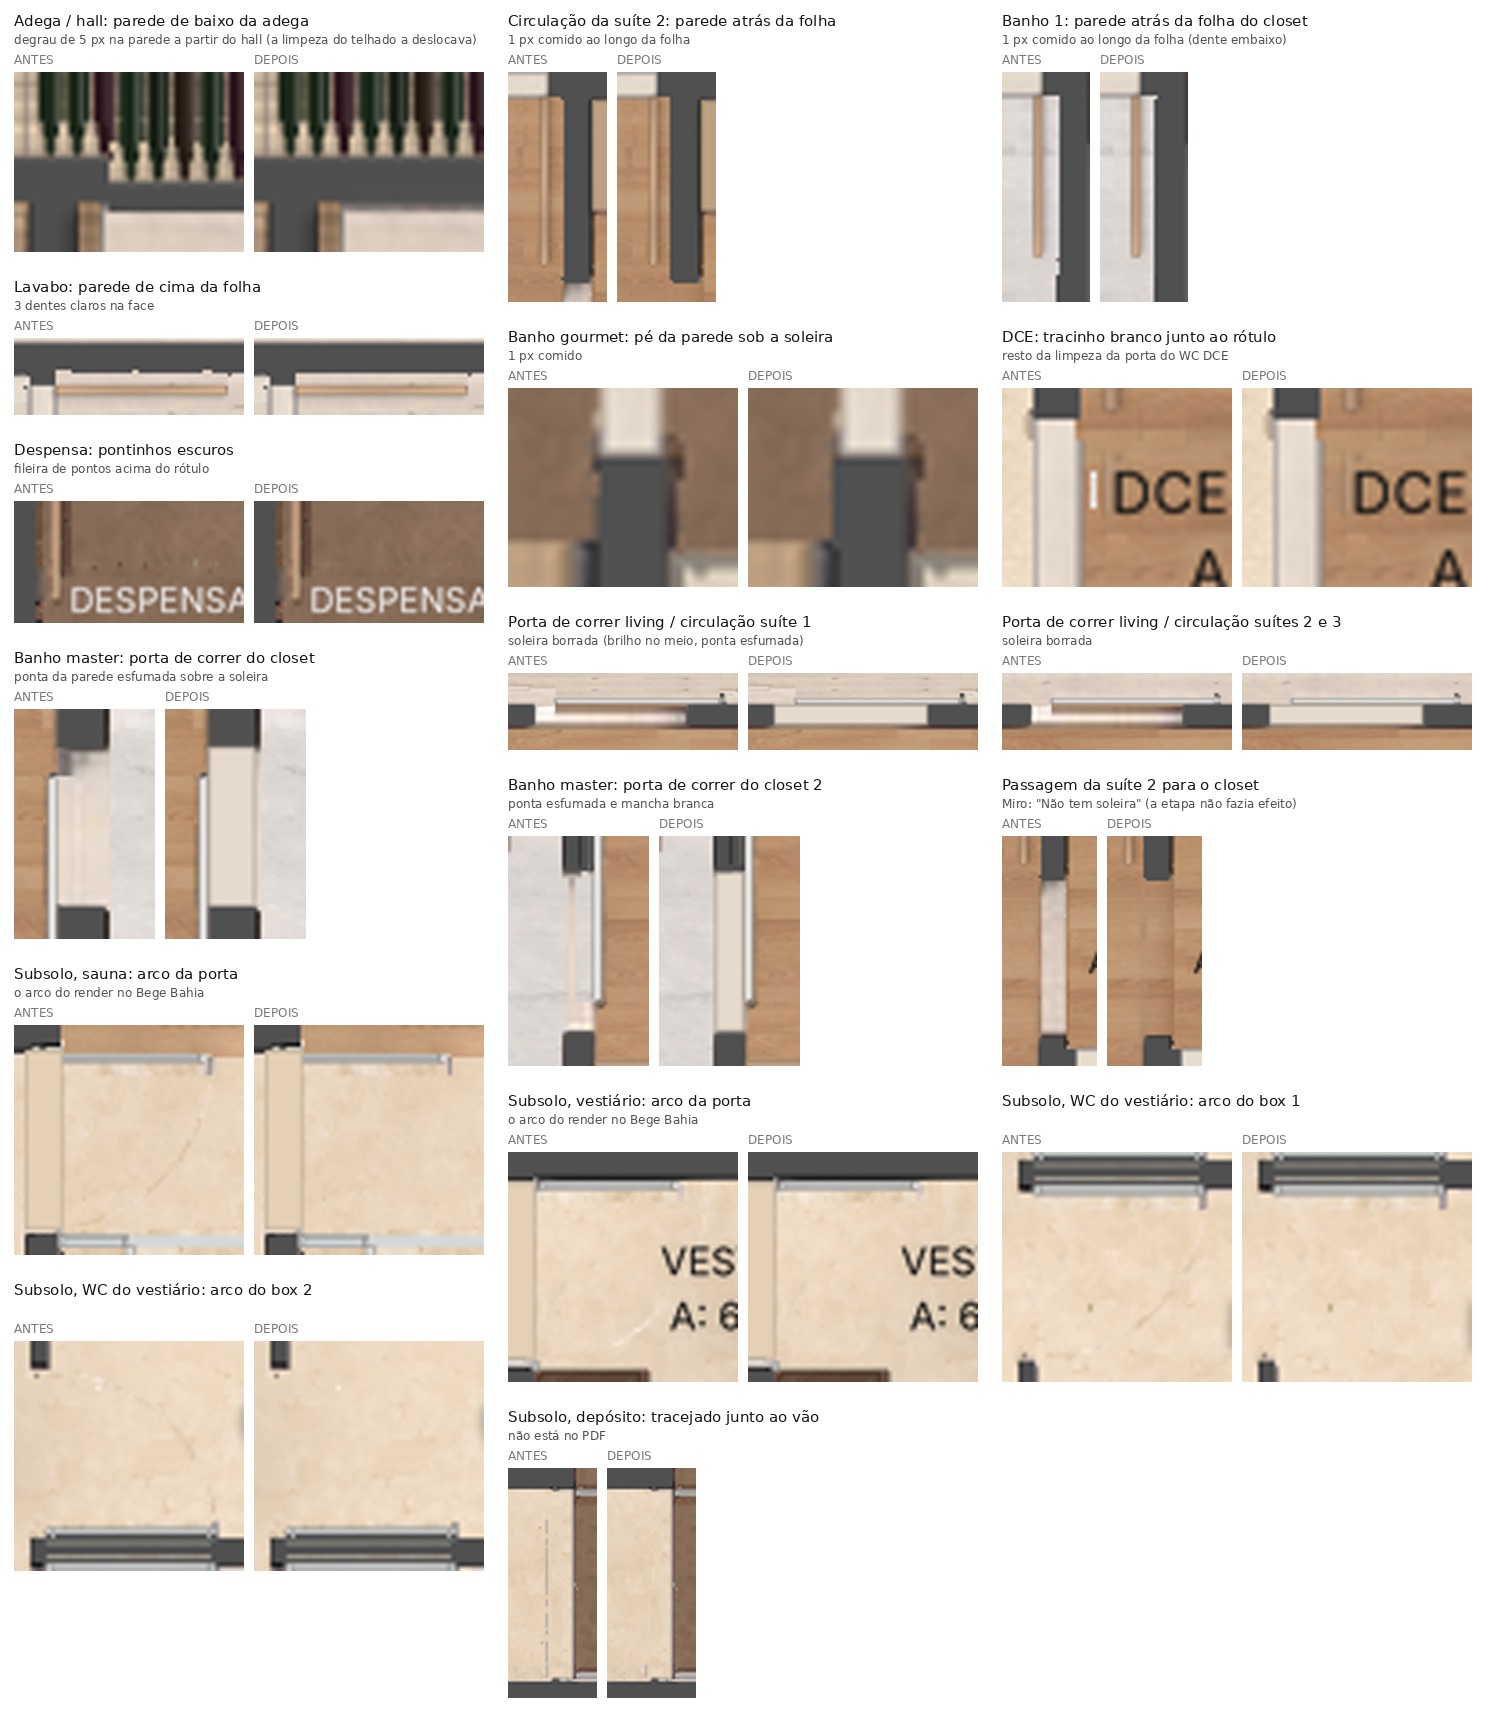 Adega / hall: parede de baixo da adega
degrau de 5 px na parede a partir do hall (a limpeza do telhado a deslocava)
ANTES
DEPOIS
Lavabo: parede de cima da folha
3 dentes claros na face
ANTES
DEPOIS
Despensa: pontinhos escuros
fileira de pontos acima do rótulo
ANTES
DEPOIS
DESPENSA
DESPENSA
Banho master: porta de correr do closet
ponta da parede esfumada sobre a soleira
ANTES
DEPOIS
Subsolo, sauna: arco da porta
o arco do render no Bege Bahia
ANTES
DEPOIS
Subsolo, WC do vestiário: arco do box 2
ANTES
DEPOIS
Circulação da suíte 2: parede atrás da folha
1 px comido ao longo da folha
ANTES
DEPOIS
Banho gourmet: pé da parede sob a soleira
1 px comido
ANTES
DEPOIS
Porta de correr living / circulação suíte 1
soleira borrada (brilho no meio, ponta esfumada)
ANTES
DEPOIS
Banho master: porta de correr do closet 2
ponta esfumada e mancha branca
ANTES
DEPOIS
Subsolo, vestiário: arco da porta
o arco do render no Bege Bahia
ANTES
DEPOIS
VES
A: 6
VES
A: 6
Subsolo, depósito: tracejado junto ao vão
não está no PDF
ANTES
DEPOIS
Banho 1: parede atrás da folha do closet
1 px comido ao longo da folha (dente embaixo)
ANTES
DEPOIS
DCE: tracinho branco junto ao rótulo
resto da limpeza da porta do WC DCE
ANTES
DEPOIS
DCE
A
DCE
A
Porta de correr living / circulação suítes 2 e 3
soleira borrada
ANTES
DEPOIS
Passagem da suíte 2 para o closet
Miro: "Não tem soleira" (a etapa não fazia efeito)
ANTES
DEPOIS
Subsolo, WC do vestiário: arco do box 1
ANTES
DEPOIS